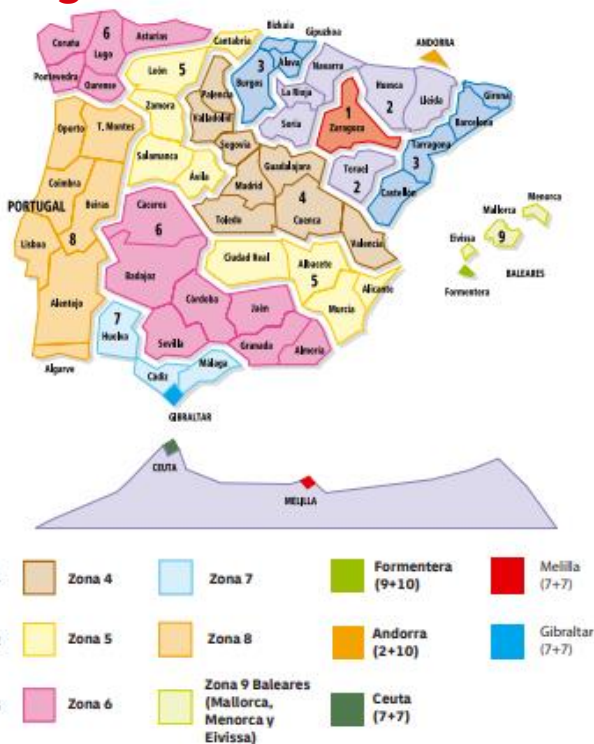 6
Coruña
Lugo
Asturias
Pontevedra
Ourense
Cantabria
León
5
Zamora
Salamanca
Ávila
Palencia
Valladolid
Bizkaia
Gipuzkoa
3
Alava
Burgos
Navarra
La Rioja
Soria
ANDORRA
Huesca
2
Lleida
1
Zaragoza
Girona
Barcelona
Tarragona
3
Castellón
Teruel
2
Segovia
Guadalajara
Madrid
4
Toledo
Cuenca
Valencia
Oporto
T. Montes
Coimbra
Beiras
PORTUGAL
Lisboa
8
Alentejo
Algarve
Caceres
6
Badajoz
Córdoba
Jaén
Sevilla
Granada
Almería
Ciudad Real
Albacete
5
Murcia
Alicante
Menorca
Mallorca
9
Eivissa
Formentera
BALEARES
7
Huelva
Cádiz
Málaga
GIBRALTAR
CEUTA
MELILLA
Zona 4
Zona 7
Formentera
(9+10)
Melilla
(7+7)
Zona 5
Zona 8
Andorra
(2+10)
Gibraltar
(7+7)
Zona 6
Zona 9 Baleares
(Mallorca,
Menorca y
Eivissa)
Ceuta
(7+7)